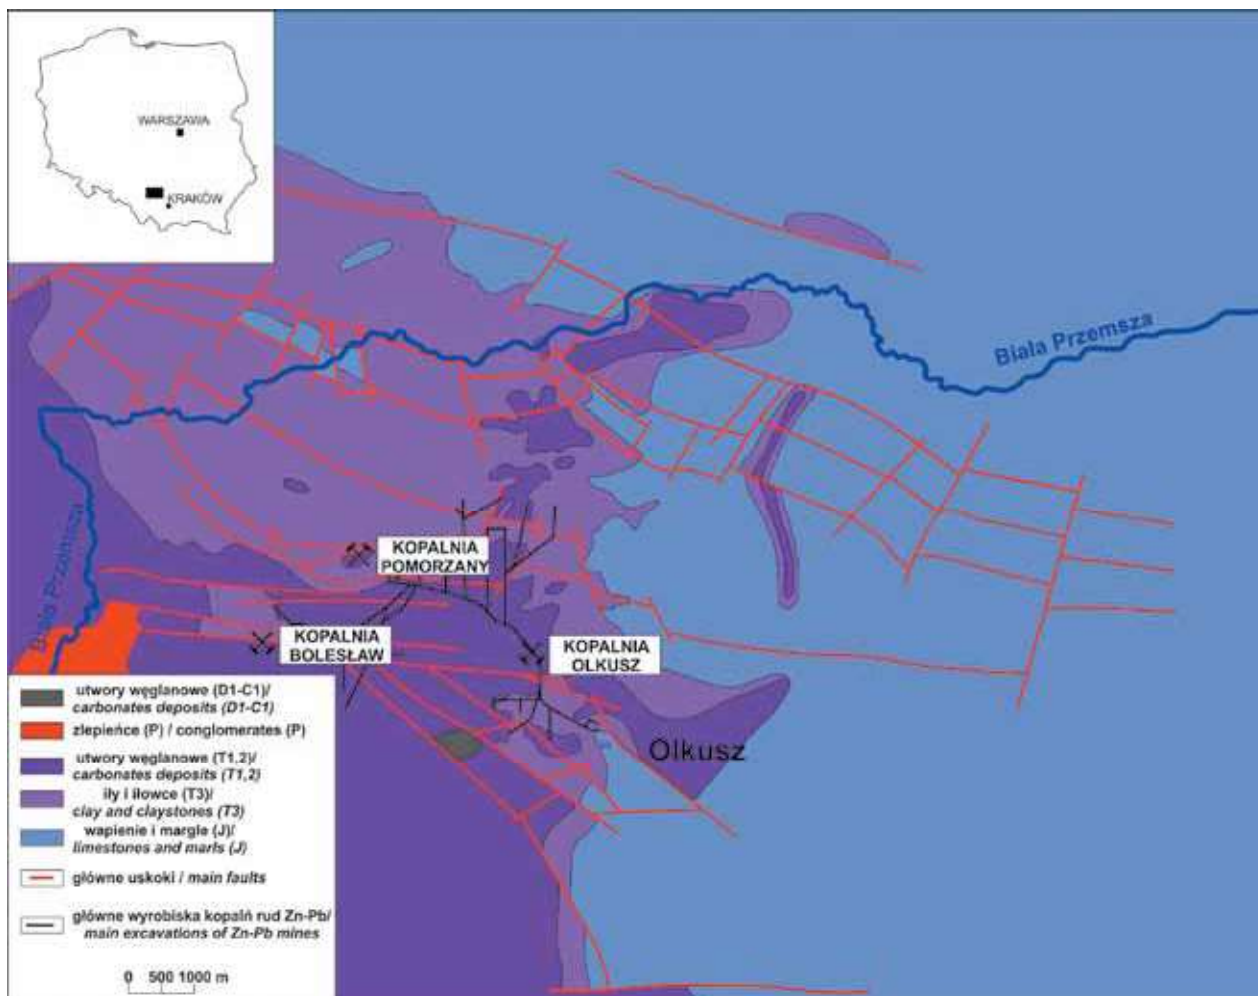 WARSZAWA
KRAKÓW
Biała Przemsza
Biała Przemsza
KOPALNIA
POMORZANY
KOPALNIA
BOLESŁAW
KOPALNIA
OLKUSZ
Olkusz
utwory węglanowe (D1-C1)/
carbonates deposits (D1-C1)
zlepieńce (P) / conglomerates (P)
utwory węglanowe (T1,2)/
carbonates deposits (T1,2)
iły i iłowce (T3)/
clay and claystones (T3)
wapienie i margle (J)/
limestones and marls (J)
główne uskoki / main faults
główne wyrobiska kopalń rud Zn-Pb/
main excavations of Zn-Pb mines
0 500 1000 m